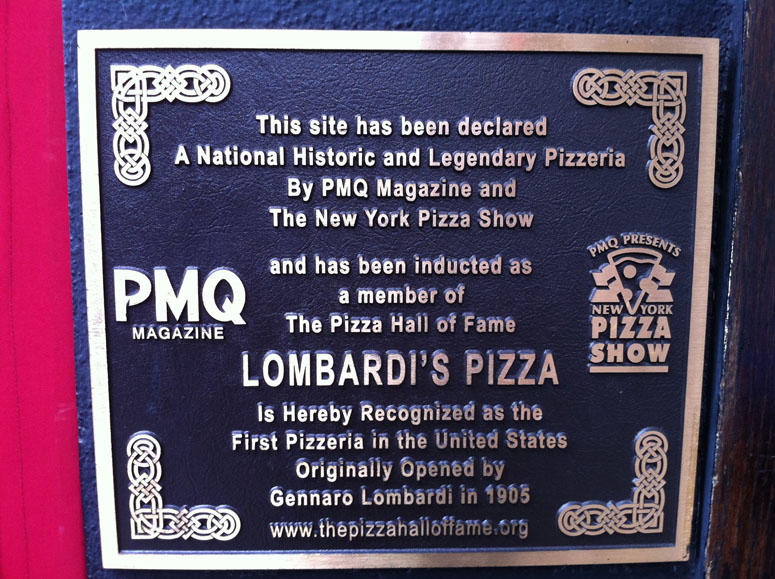 This site has been declared
A National Historic and Legendary Pizzeria
By PMQ Magazine and
The New York Pizza Show
and has been inducted as
a member of
The Pizza Hall of Fame
PMQ
MAGAZINE
PMQ PRESENTS
NEW YORK
PIZZA
SHOW
LOMBARDI'S PIZZA
Is Hereby Recognized as the
First Pizzeria in the United States
Originally Opened by
Gennaro Lombardi in 1905
www.thepizzahalloffame.org